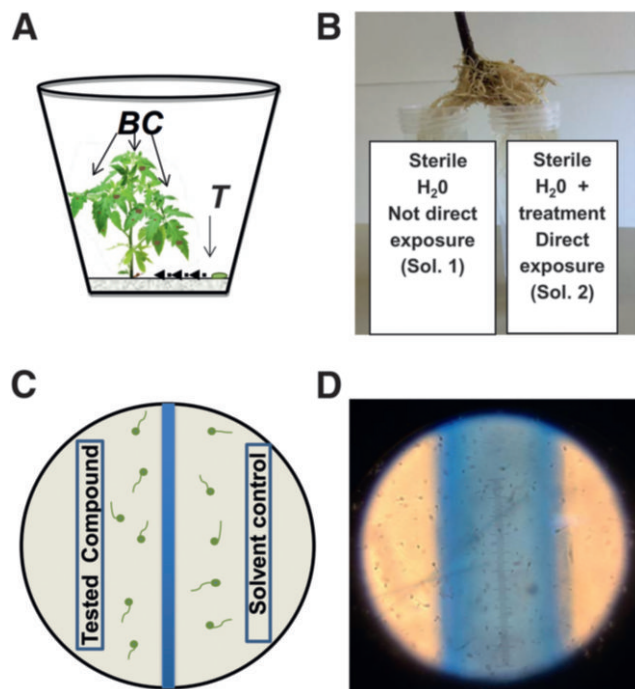 A
BC
T
B
Sterile
H₂0
Not direct
exposure
(Sol. 1)
Sterile
H₂0 +
treatment
Direct
exposure
(Sol. 2)
C
Tested Compound
Solvent control
D